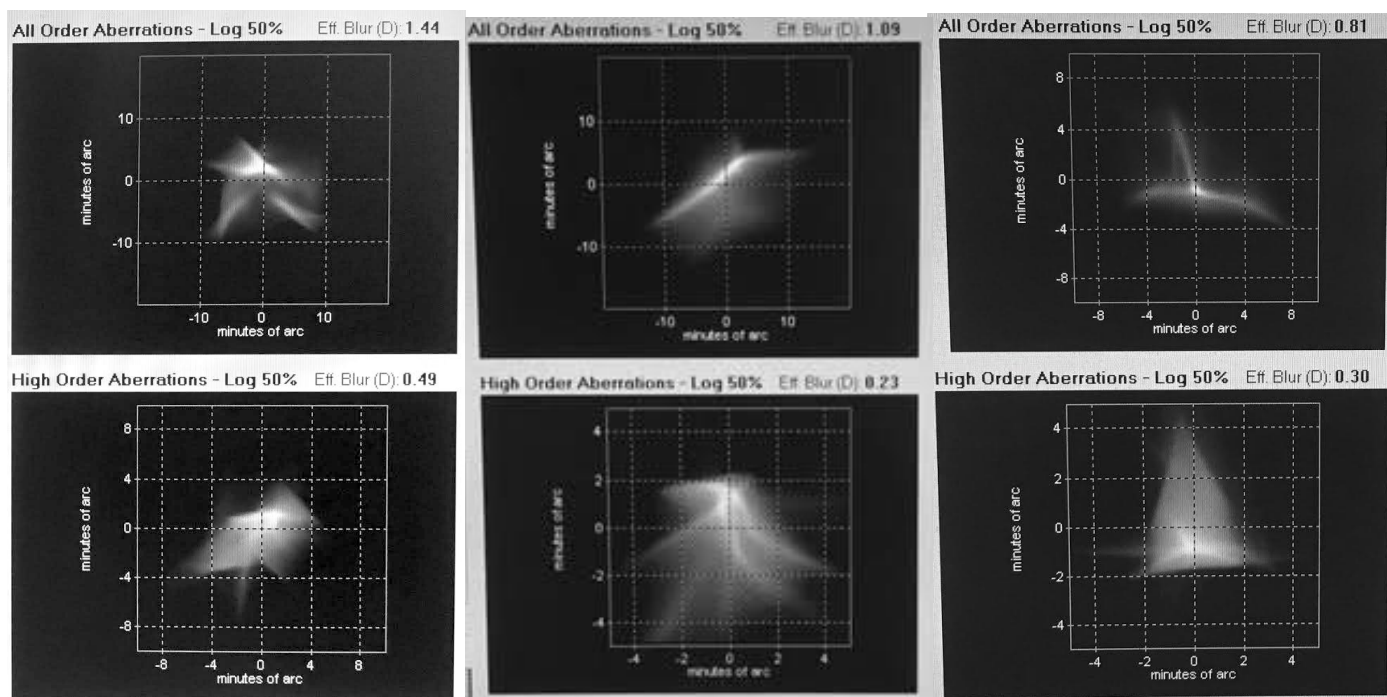 All Order Aberrations - Log 50% Eff. Blur (D): 1.44
10
0
-10
minutes of arc
-10 0 10
minutes of arc
All Order Aberrations - Log 50% Eff. Blur (D): 1.09
10
0
-10
minutes of arc
-10 0 10
minutes of arc
All Order Aberrations - Log 50% Eff. Blur (D): 0.81
8
4
0
-4
-8
minutes of arc
-8 -4 0 4 8
minutes of arc
High Order Aberrations - Log 50% Eff. Blur (D): 0.49
8
4
0
-4
-8
minutes of arc
-8 -4 0 4 8
minutes of arc
High Order Aberrations - Log 50% Eff. Blur (D): 0.23
4
2
0
-2
-4
minutes of arc
-4 -2 0 2 4
minutes of arc
High Order Aberrations - Log 50% Eff. Blur (D): 0.30
4
2
0
-2
-4
minutes of arc
-4 -2 0 2 4
minutes of arc